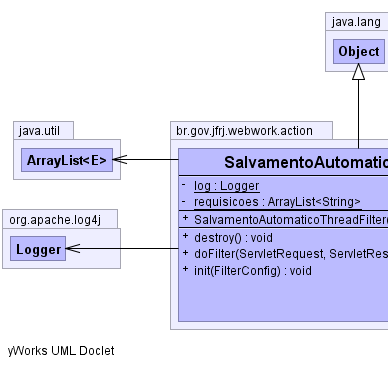 java.lang
Object
java.util
ArrayList<E>
br.gov.jfrj.webwork.action
SalvamentoAutomatic
- log : Logger
- requisicoes : ArrayList<String>
org.apache.log4j
Logger
+ SalvamentoAutomaticoThreadFilter(
+ destroy() : void
+ doFilter(ServletRequest, ServletRes
+ init(FilterConfig) : void
yWorks UML Doclet